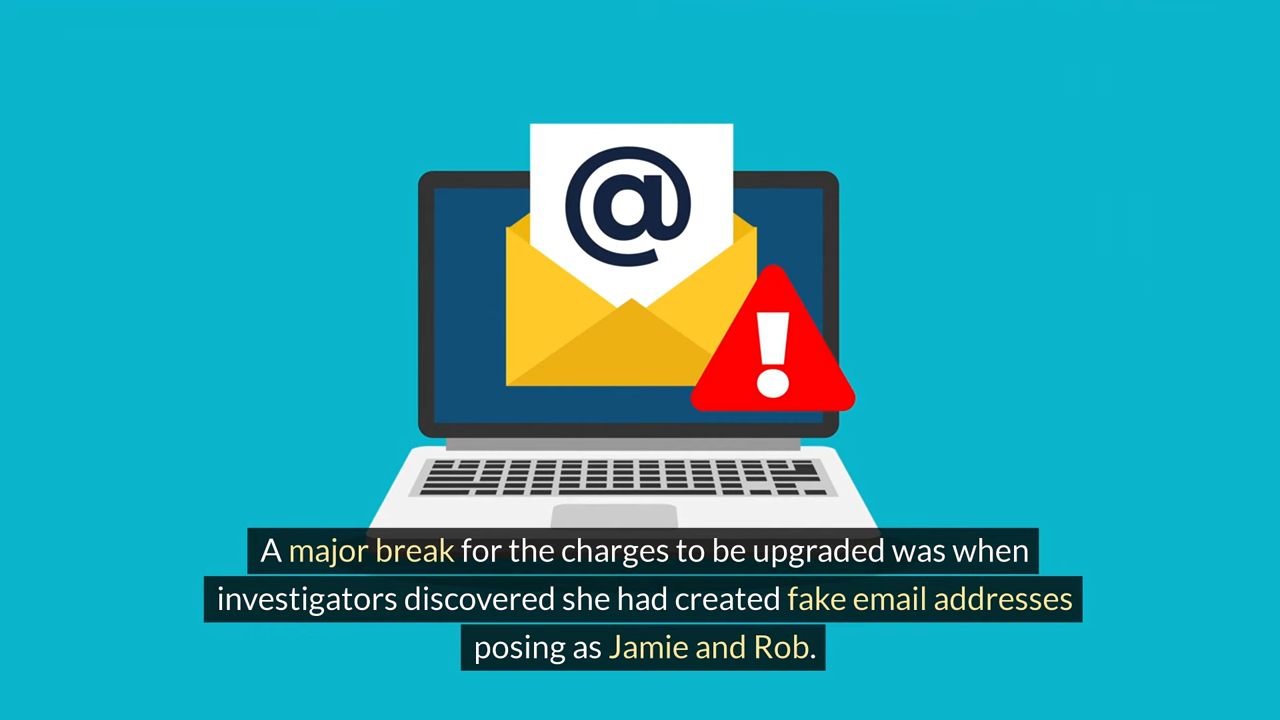 @
A major break for the charges to be upgraded was when
investigators discovered she had created fake email addresses
posing as Jamie and Rob.